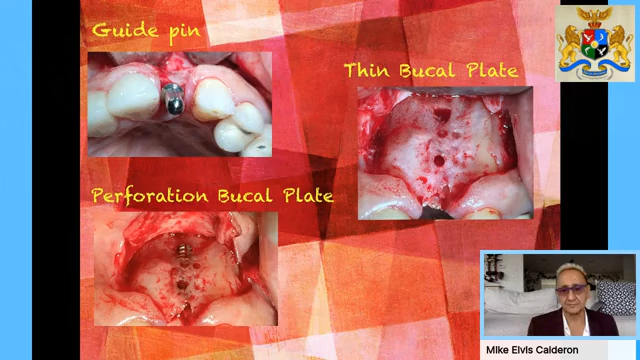 Guide pin
Thin Bucal Plate
Perforation Bucal Plate
Mike Elvis Calderon